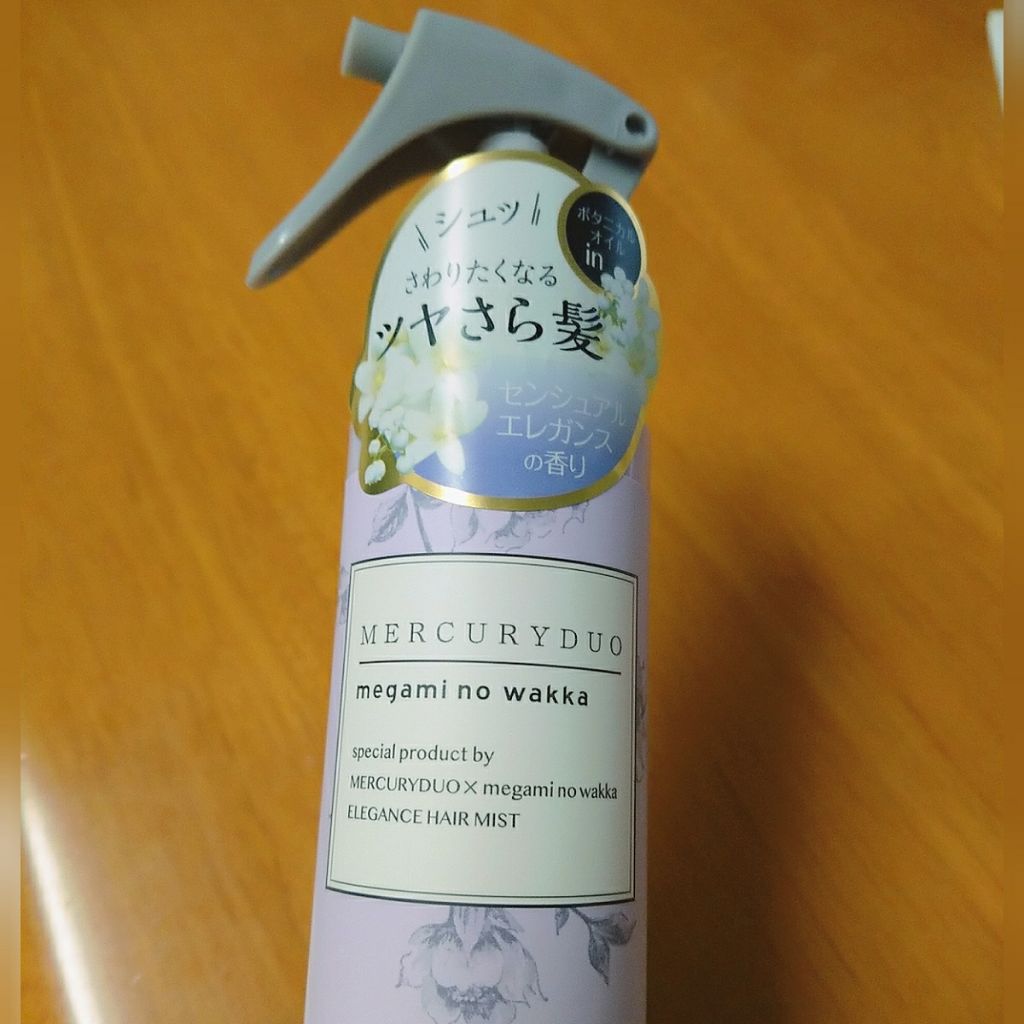 シュッ
さわりたくなる
ツヤさら髪
ボタニカル
オイル
in
センシュアル
エレガンス
の香り
MERCURYDUO
megami no wakka
special product by
MERCURYDUO×megami no wakka
ELEGANCE HAIR MIST